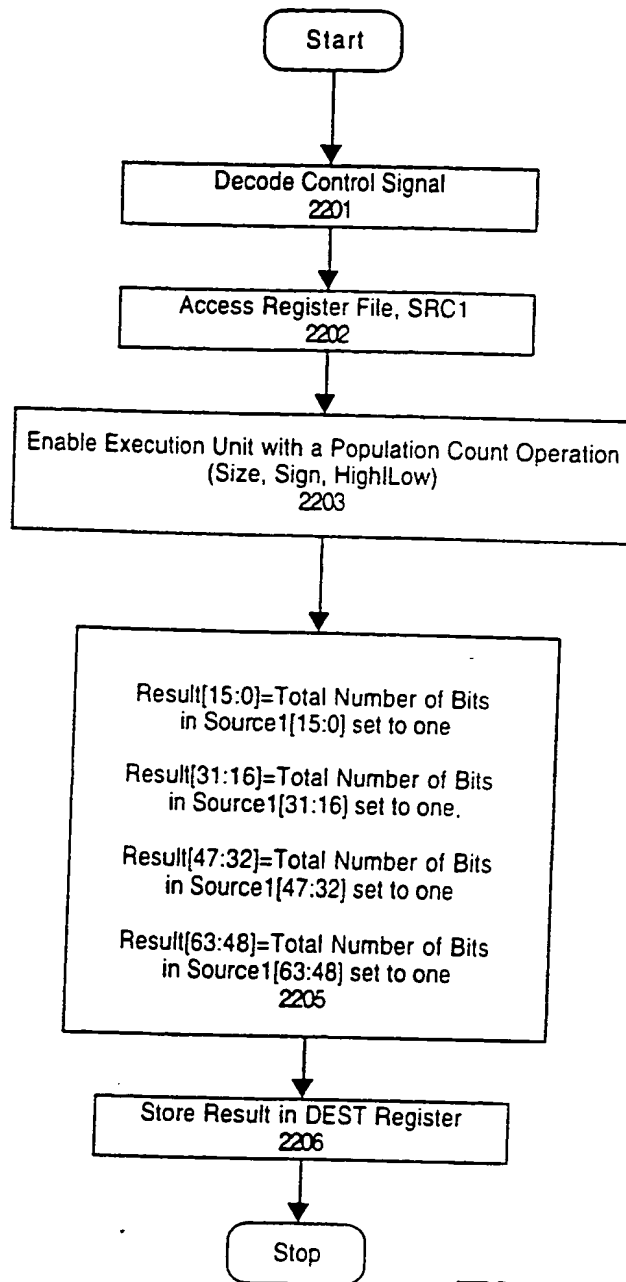 Start
Decode Control Signal
2201
Access Register File, SRC1
2202
Enable Execution Unit with a Population Count Operation
(Size, Sign, High|Low)
2203
Result[15:0]=Total Number of Bits
in Source1[15:0] set to one
Result[31:16]=Total Number of Bits
in Source1[31:16] set to one.
Result[47:32]=Total Number of Bits
in Source1[47:32] set to one
Result[63:48]=Total Number of Bits
in Source1[63:48] set to one
2205
Store Result in DEST Register
2206
Stop